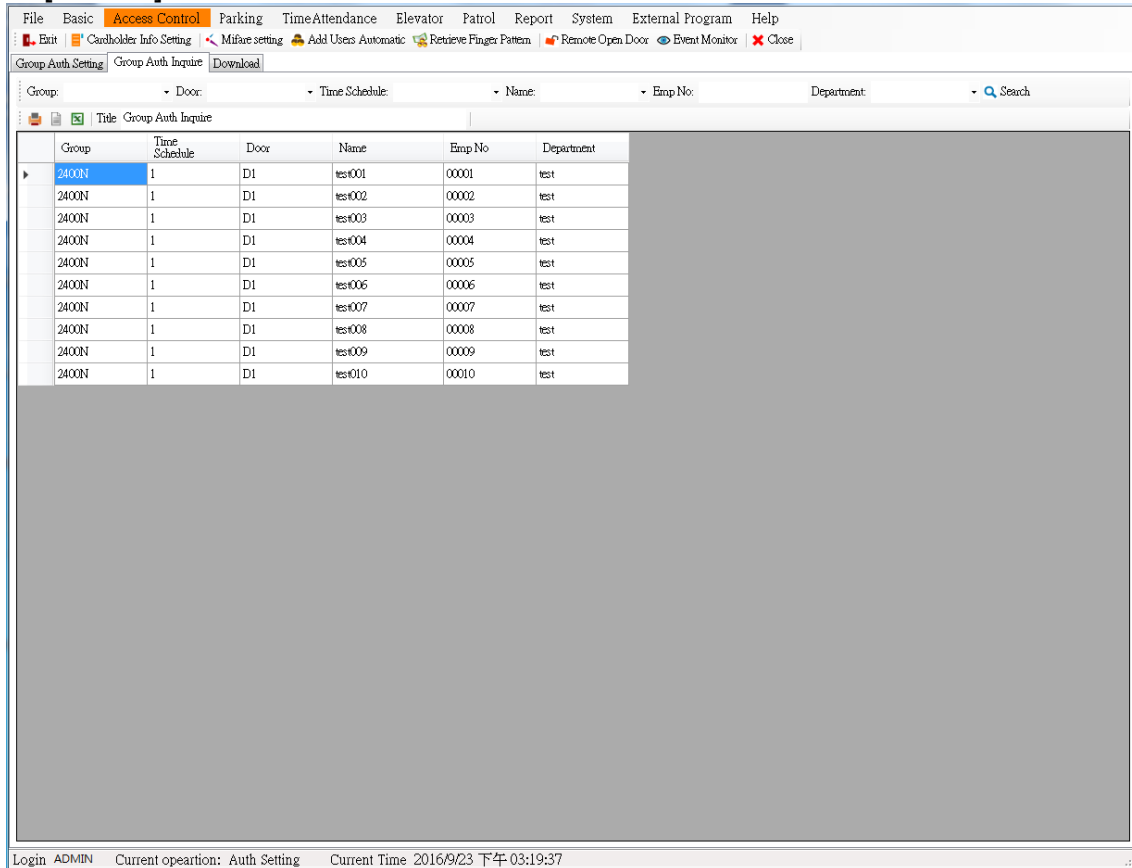 File Basic Access Control Parking TimeAttendance Elevator Patrol Report System External Program Help
Exit Cardholder Info Setting Mifare setting Add Users Automatic Retrieve Finger Pattern Remote Open Door Event Monitor Close
Group Auth Setting Group Auth Inquire Download
Group: Door: Time Schedule: Name: Emp No: Department: Search
Title Group Auth Inquire
Group Time Schedule Door Name Emp No Department
2400N 1 D1 test001 00001 test
2400N 1 D1 test002 00002 test
2400N 1 D1 test003 00003 test
2400N 1 D1 test004 00004 test
2400N 1 D1 test005 00005 test
2400N 1 D1 test006 00006 test
2400N 1 D1 test007 00007 test
2400N 1 D1 test008 00008 test
2400N 1 D1 test009 00009 test
2400N 1 D1 test010 00010 test
Login ADMIN Current opeartion: Auth Setting Current Time 2016/9/23 下午 03:19:37